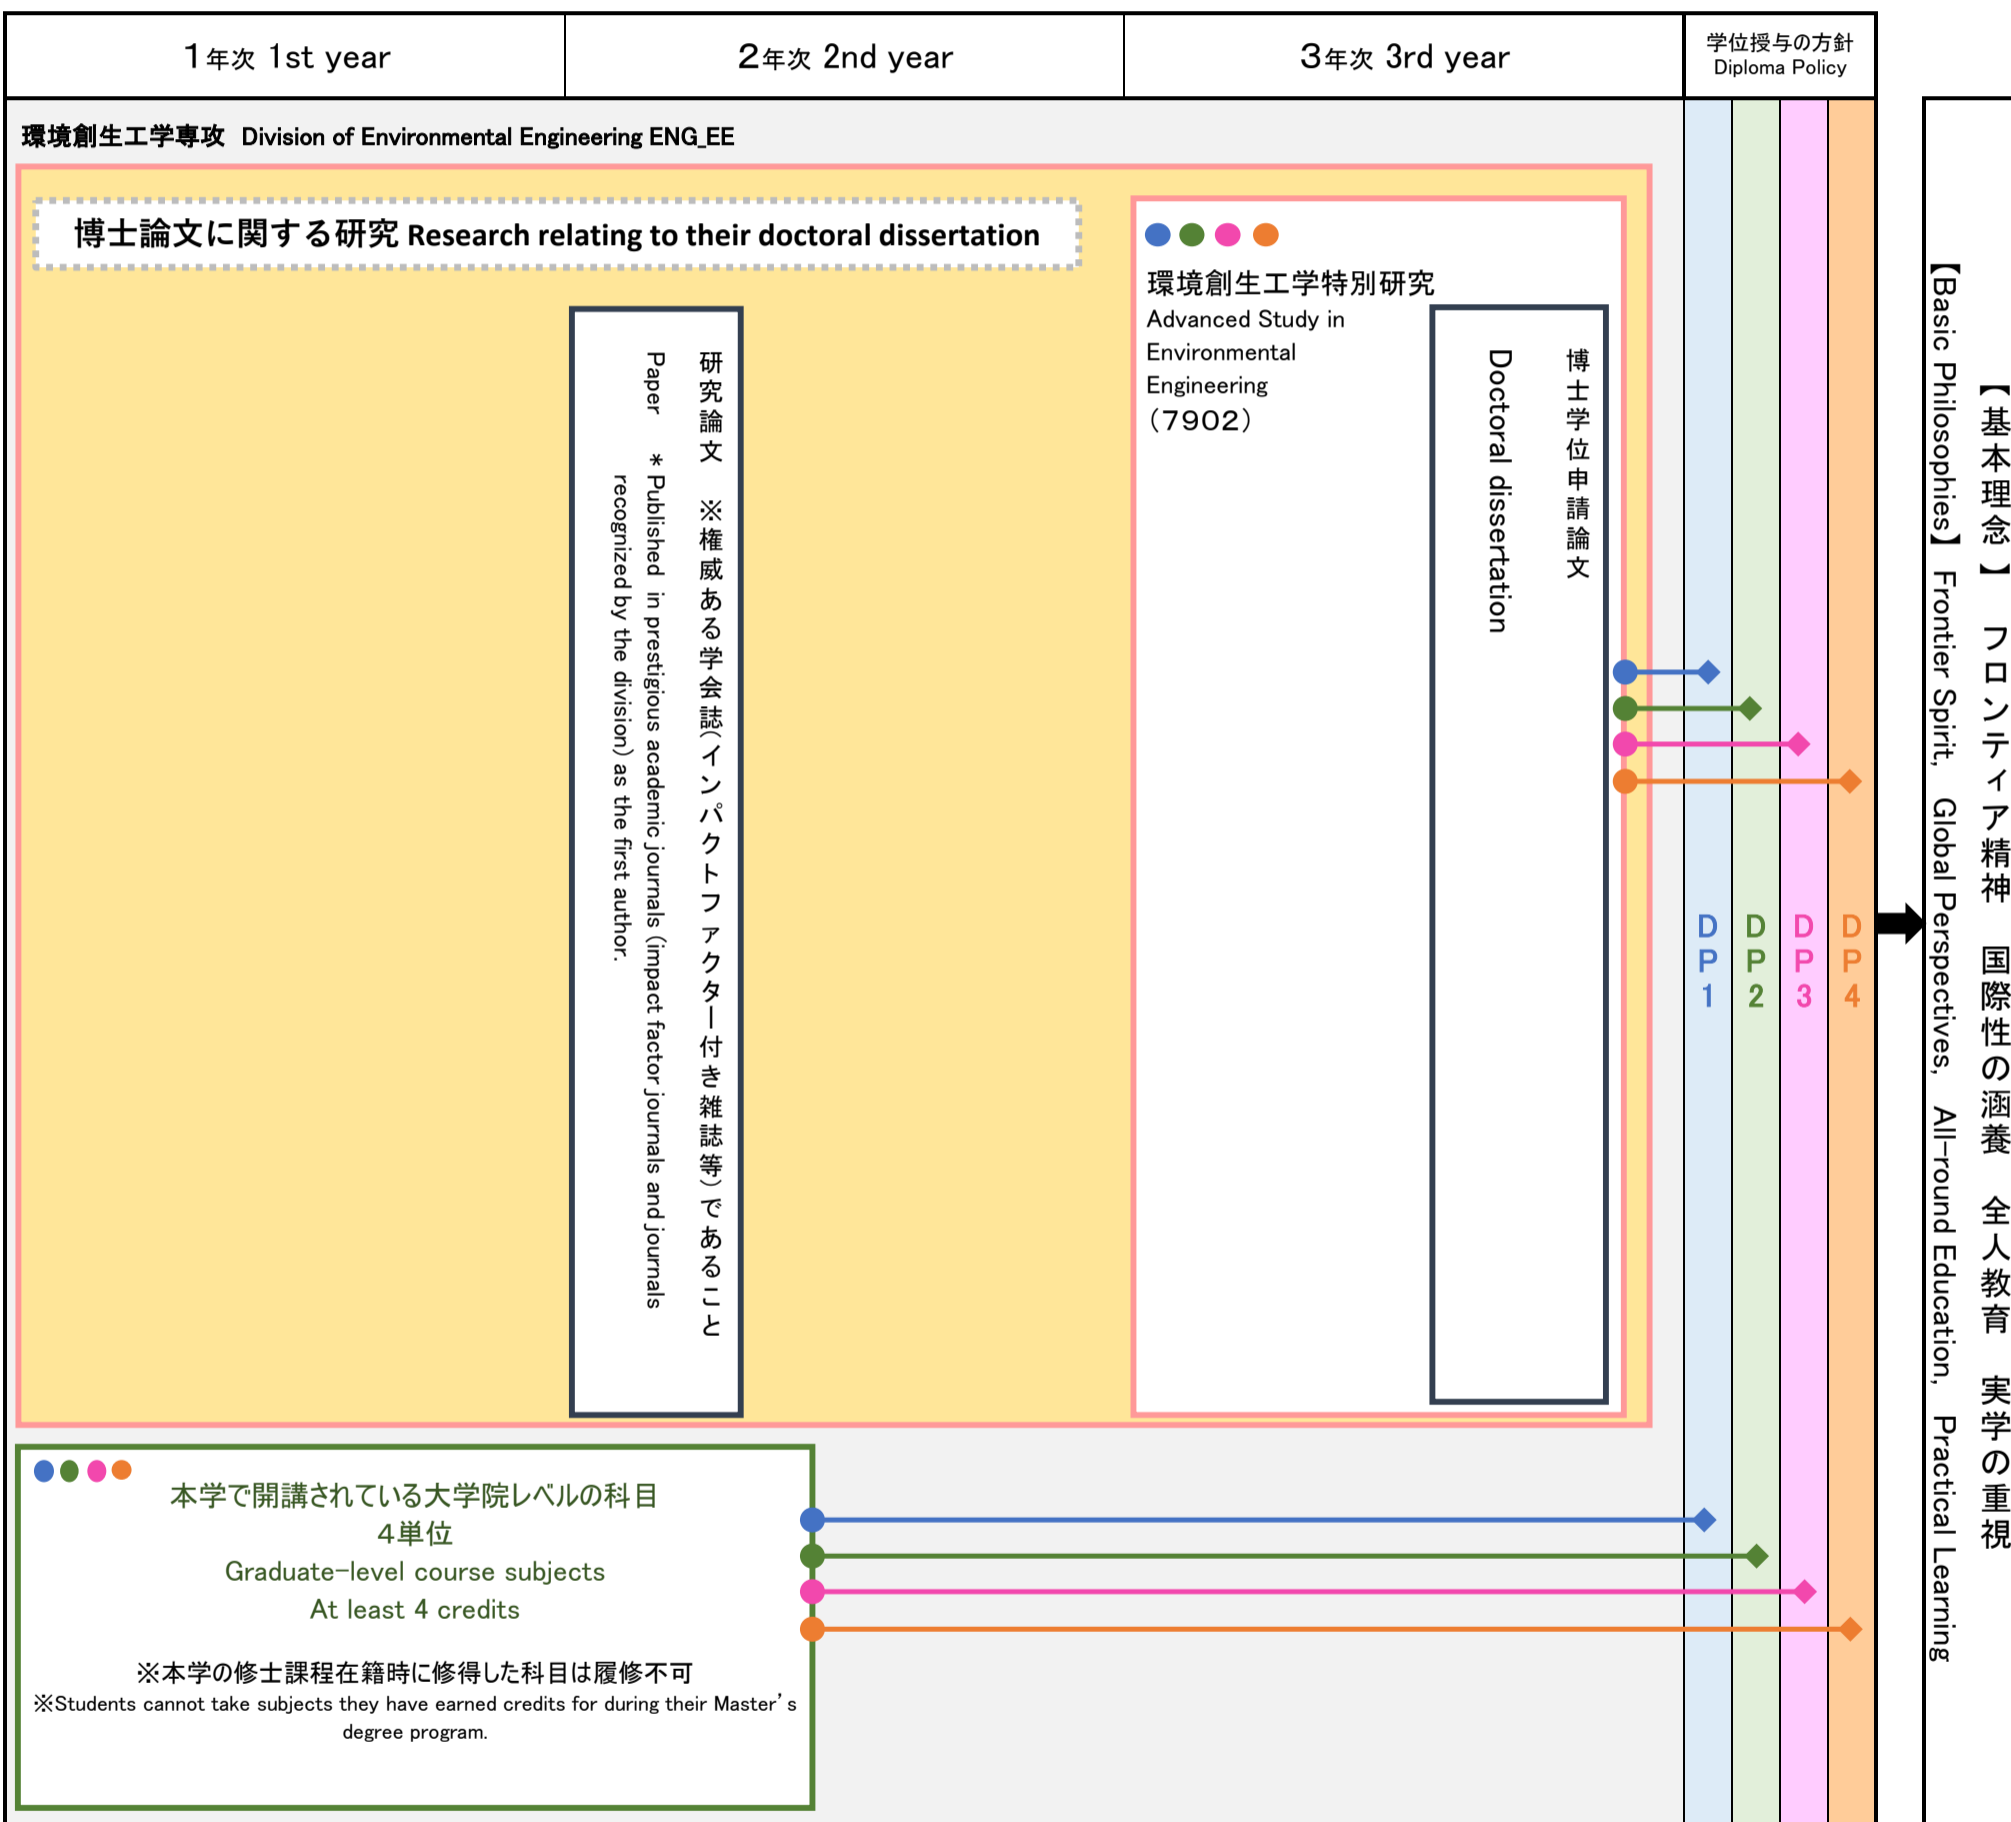 1年次 1st year
2年次 2nd year
3年次 3rd year
学位授与の方針
Diploma Policy
環境創生工学専攻 Division of Environmental Engineering ENG_EE
博士論文に関する研究 Research relating to their doctoral dissertation
研究論文 ※権威ある学会誌(インパクトファクター付き雑誌等)であること
Paper *Published in prestigious academic journals (impact factor journals and journals
recognized by the division) as the first author.
環境創生工学特別研究
Advanced Study in
Environmental
Engineering
(7902)
博士学位申請論文
Doctoral dissertation
DP1
DP2
DP3
DP4
本学で開講されている大学院レベルの科目
4単位
Graduate-level course subjects
At least 4 credits
※本学の修士課程在籍時に修得した科目は履修不可
※Students cannot take subjects they have earned credits for during their Master's
degree program.
【基本理念】 フロンティア精神 国際性の涵養 全人教育 実学の重視
【Basic Philosophies】 Frontier Spirit, Global Perspectives, All-round Education, Practical Learning